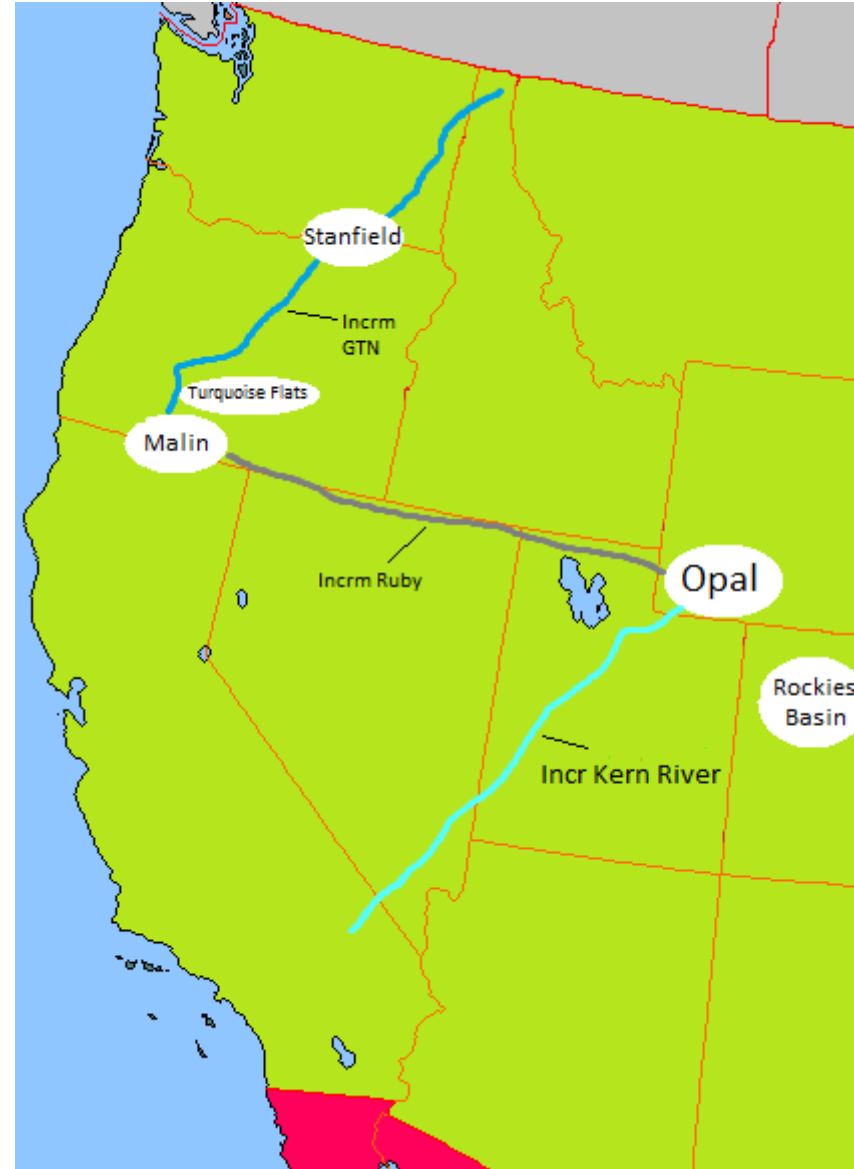 Stanfield
Incrm
GTN
Turquoise Flats
Malin
Incrm Ruby
Opal
Rockies
Basin
Incr Kern River